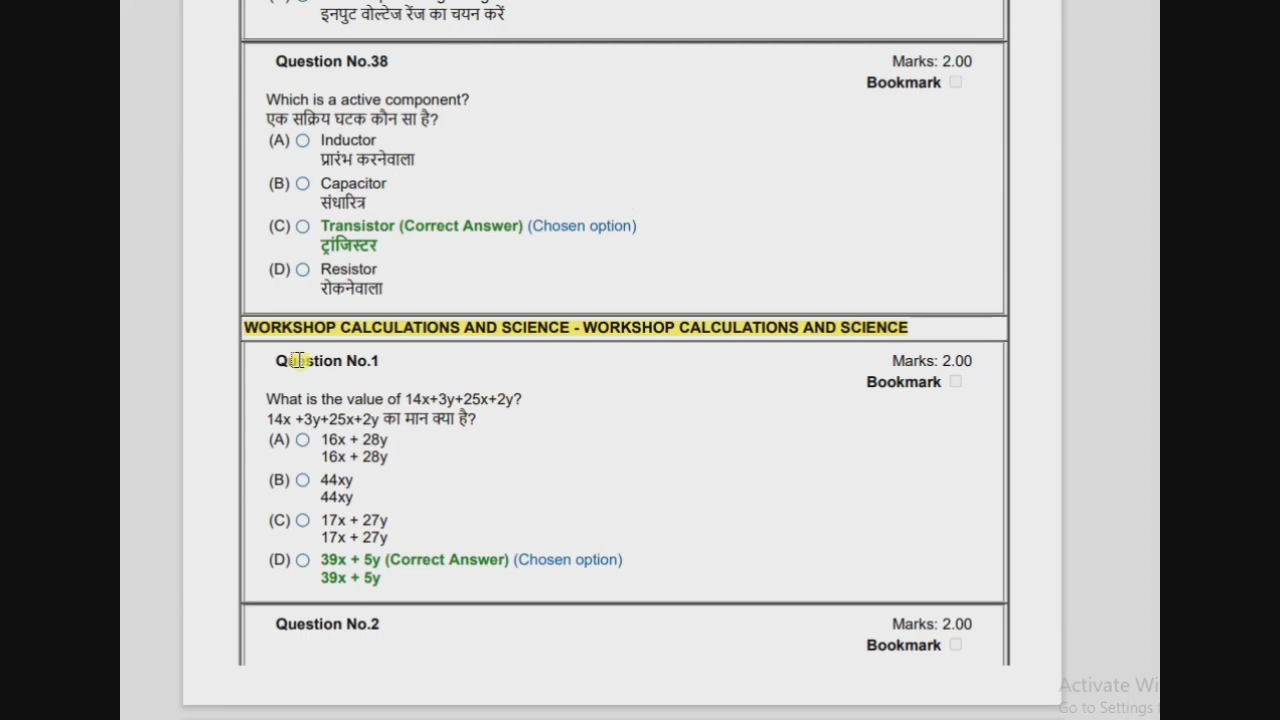 इनपुट वोल्टेज रेंज का चयन करें
Question No.38 Marks: 2.00
Bookmark
Which is a active component?
एक सक्रिय घटक कौन सा है?
(A) Inductor
प्रारंभ करनेवाला
(B) Capacitor
संधारित्र
(C) Transistor (Correct Answer) (Chosen option)
ट्रांजिस्टर
(D) Resistor
रोकनेवाला
WORKSHOP CALCULATIONS AND SCIENCE - WORKSHOP CALCULATIONS AND SCIENCE
Question No.1 Marks: 2.00
Bookmark
What is the value of 14x+3y+25x+2y?
14x +3y+25x+2y का मान क्या है?
(A) 16x + 28y
16x + 28y
(B) 44xy
44xy
(C) 17x + 27y
17x + 27y
(D) 39x + 5y (Correct Answer) (Chosen option)
39x + 5y
Question No.2 Marks: 2.00
Bookmark
Activate Wi
Go to Settings